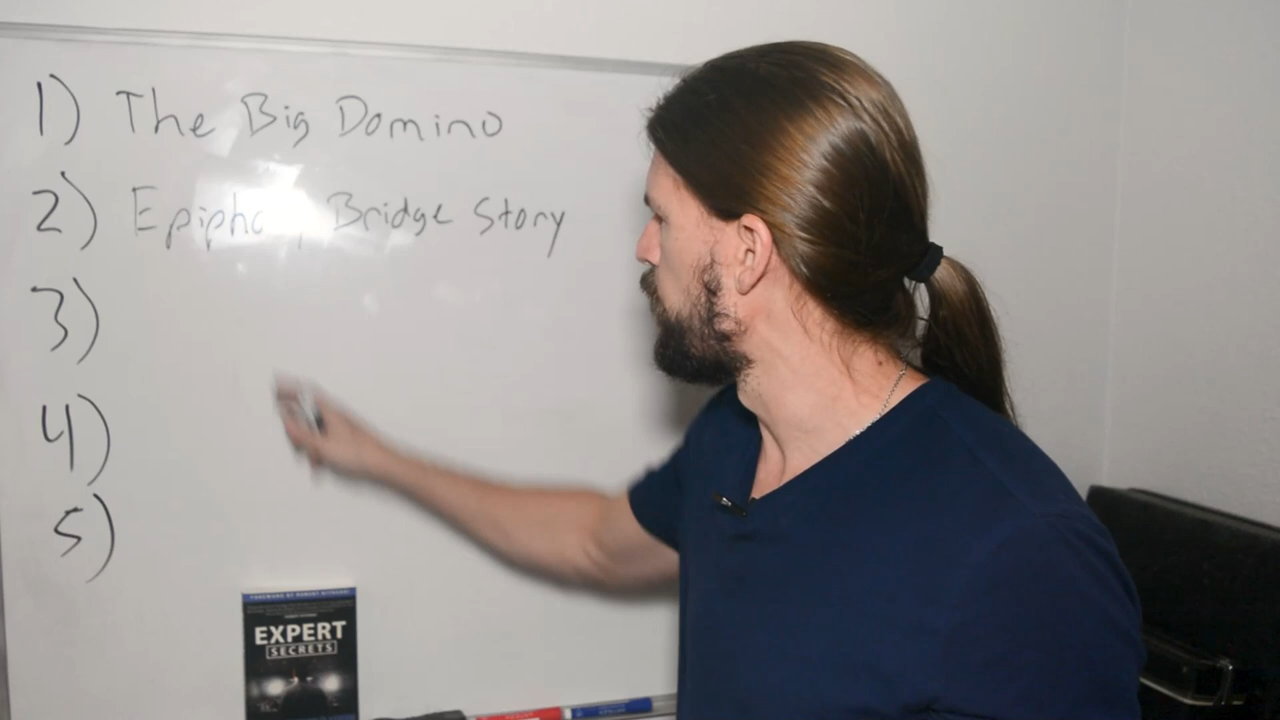 1) The Big Domino
2) Bridge Story
3)
4)
5)
EXPERT
SECRETS